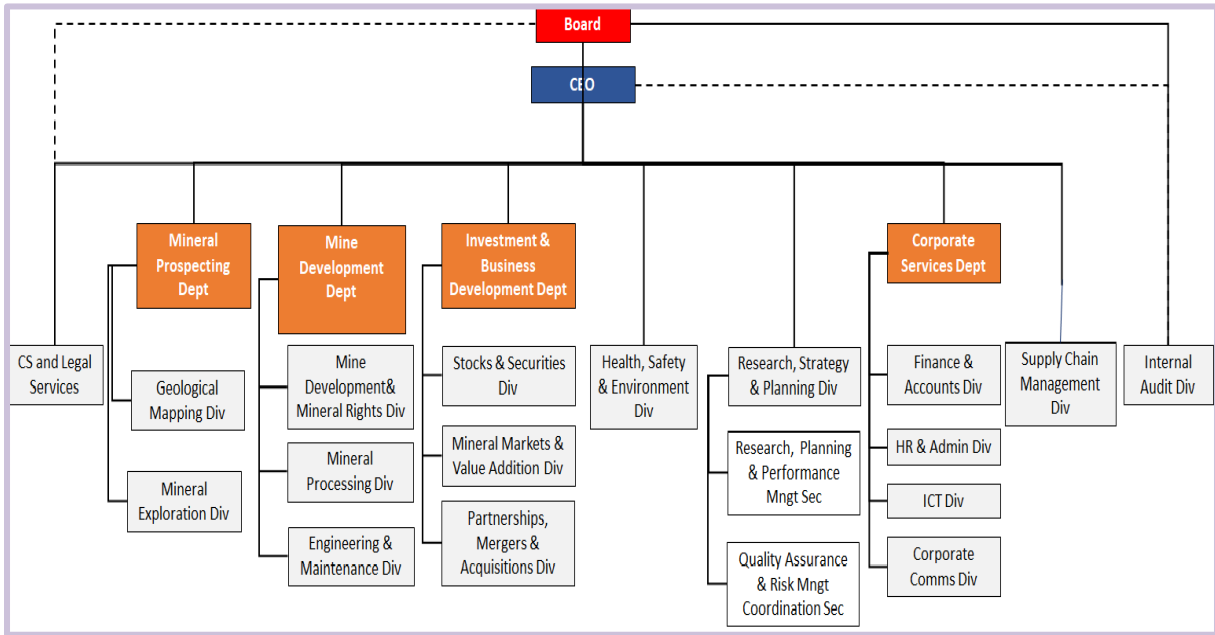 Board
CEO
Mineral
Prospecting
Dept
Mine
Development
Dept
Investment &
Business
Development Dept
Corporate
Services Dept
CS and Legal
Services
Geological
Mapping Div
Mineral
Exploration Div
Mine
Development&
Mineral Rights Div
Mineral
Processing Div
Engineering &
Maintenance Div
Stocks & Securities
Div
Mineral Markets &
Value Addition Div
Partnerships,
Mergers &
Acquisitions Div
Health, Safety
& Environment
Div
Research, Strategy
& Planning Div
Research, Planning
& Performance
Mngt Sec
Quality Assurance
& Risk Mngt
Coordination Sec
Finance &
Accounts Div
HR & Admin Div
ICT Div
Corporate
Comms Div
Supply Chain
Management
Div
Internal
Audit Div